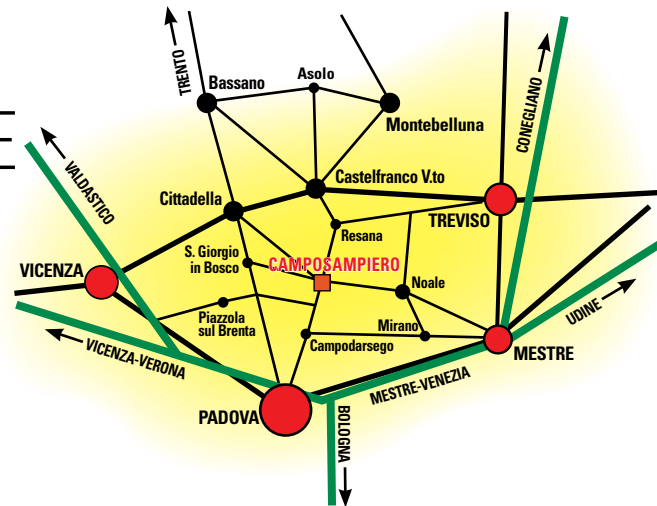 TRENTO
Asolo
Bassano
CONEGLIANO
Montebelluna
VALDASTICO
Castelfranco V.to
Cittadella
TREVISO
Resana
S. Giorgio
in Bosco
CAMPOSAMPIERO
VICENZA
Noale
Piazzola
sul Brenta
Mirano
UDINE
Campodarsego
VICENZA-VERONA
MESTRE
MESTRE-VENEZIA
PADOVA
BOLOGNA